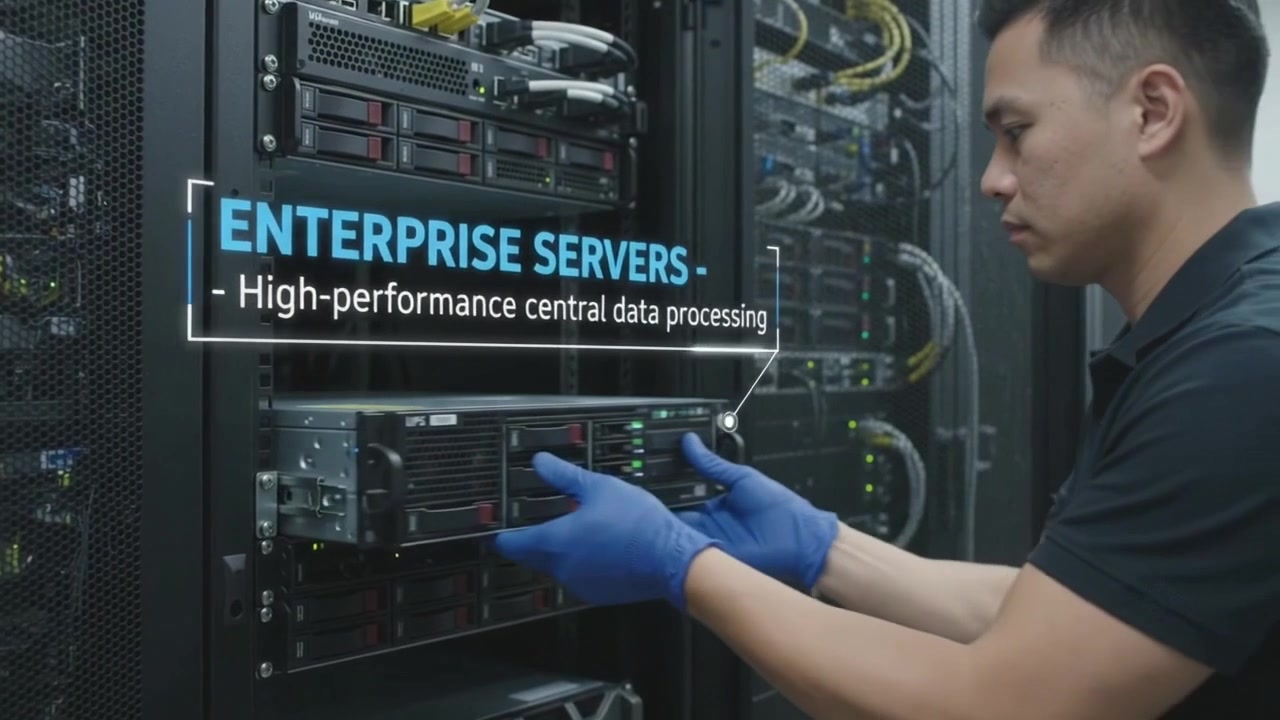 ENTERPRISE SERVERS -
- High-performance central data processing